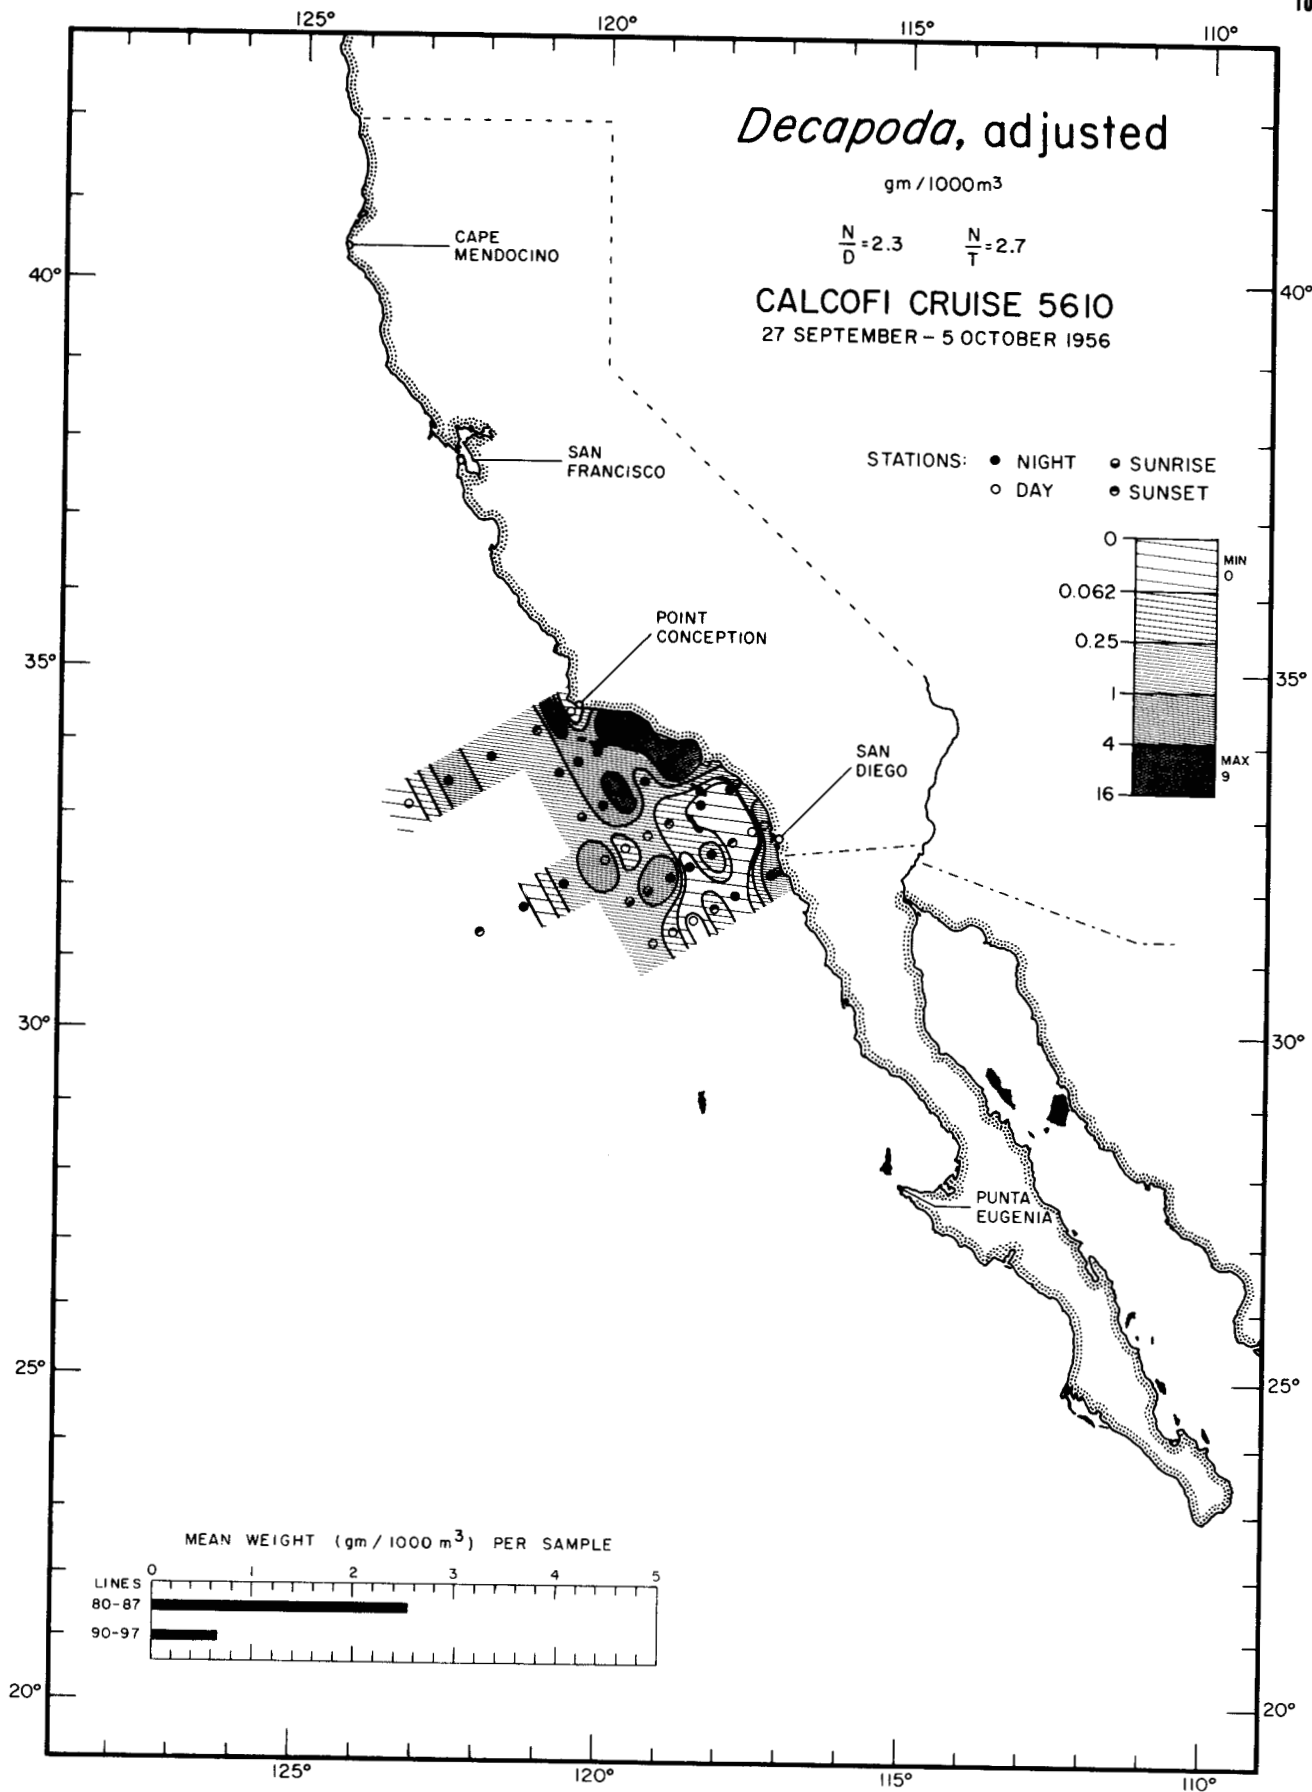 125°
120°
115°
110°
Decapoda, adjusted
gm/1000m³
N/D=2.3 N/T=2.7
CALCOFI CRUISE 5610
27 SEPTEMBER – 5 OCTOBER 1956
CAPE
MENDOCINO
40°
40°
SAN
FRANCISCO
STATIONS: ● NIGHT SUNRISE
○ DAY SUNSET
0
MIN
0
0.062
0.25
1
4
MAX
9
16
POINT
CONCEPTION
35°
35°
SAN
DIEGO
30°
30°
PUNTA
EUGENIA
25°
25°
MEAN WEIGHT (gm/1000 m³) PER SAMPLE
0 1 2 3 4 5
LINES
80-87
90-97
20°
20°
125°
120°
115°
110°